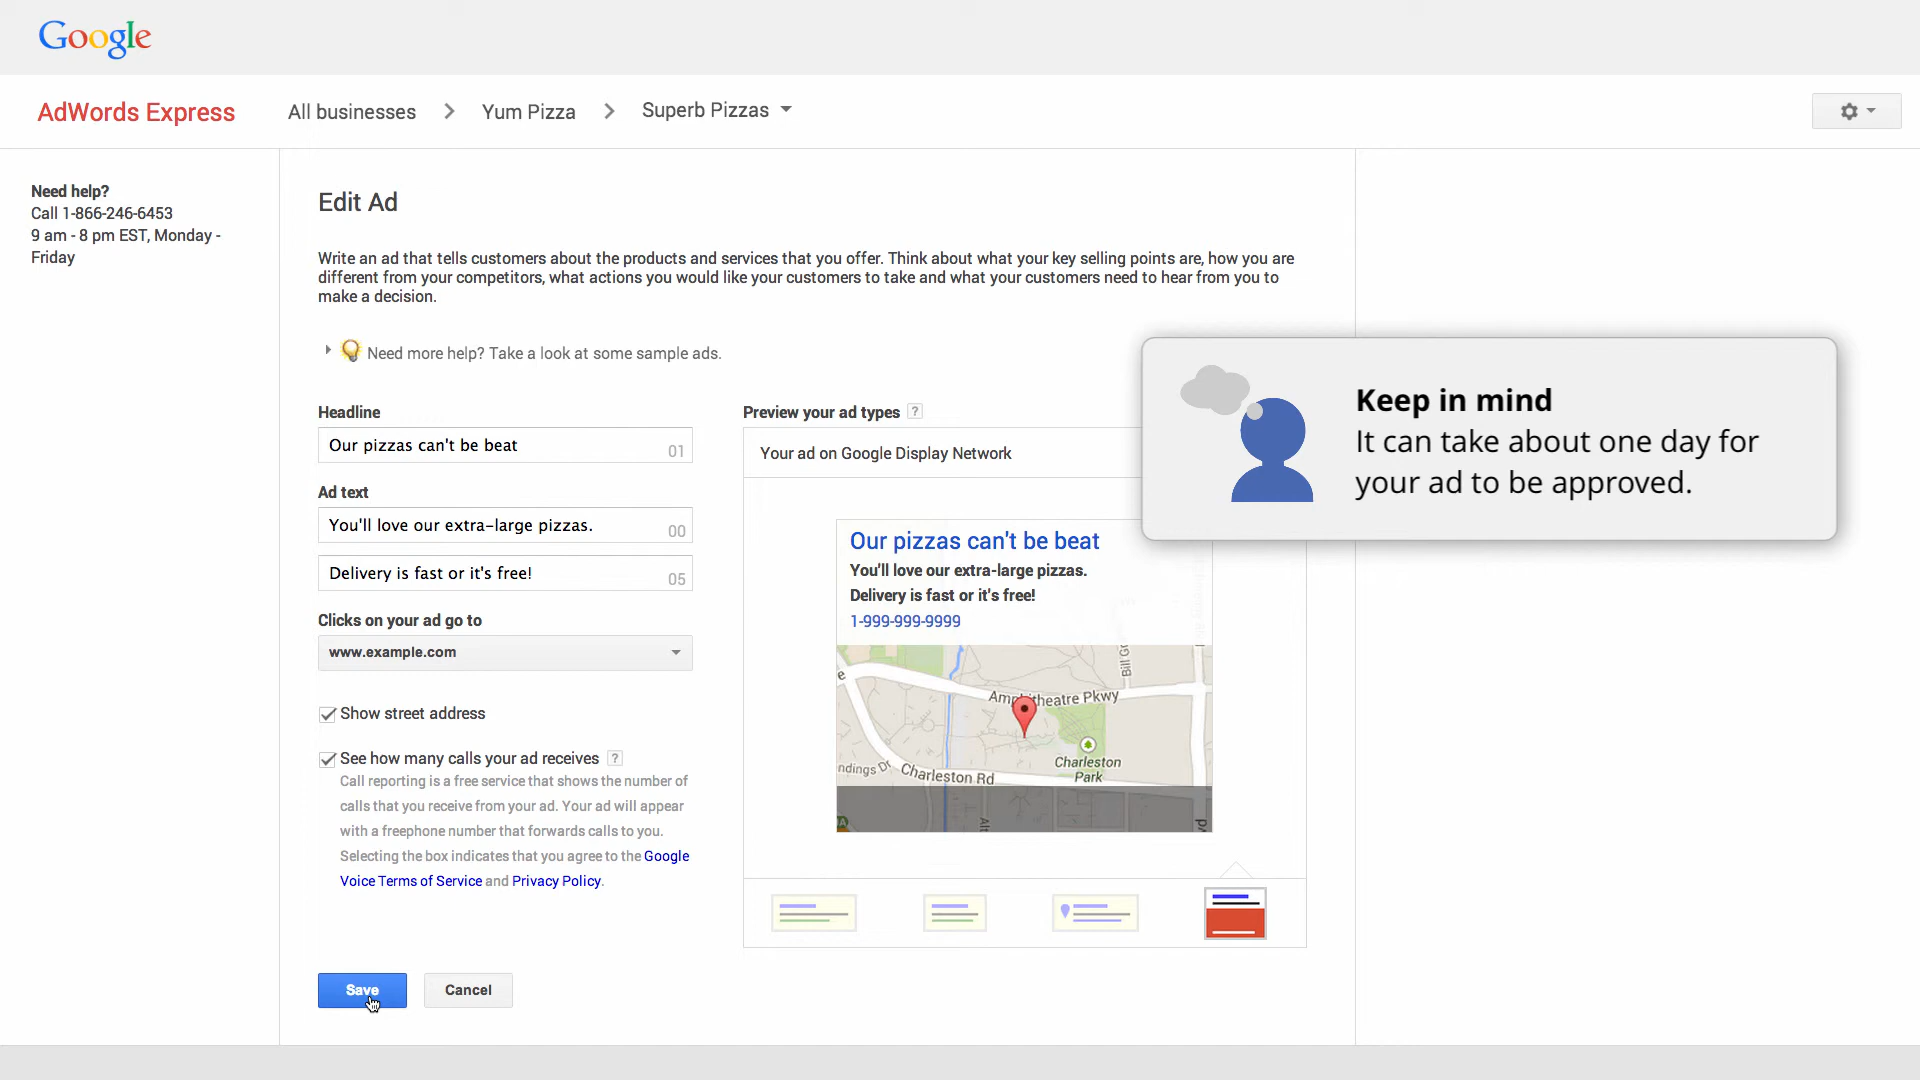 Google
AdWords Express
All businesses
Yum Pizza
Superb Pizzas
Need help?
Call 1-866-246-6453
9 am - 8 pm EST, Monday -
Friday
Edit Ad
Write an ad that tells customers about the products and services that you offer. Think about what your key selling points are, how you are
different from your competitors, what actions you would like your customers to take and what your customers need to hear from you to
make a decision.
Need more help? Take a look at some sample ads.
Headline
Our pizzas can't be beat
01
Ad text
You'll love our extra-large pizzas.
00
Delivery is fast or it's free!
05
Clicks on your ad go to
www.example.com
Show street address
See how many calls your ad receives ?
Call reporting is a free service that shows the number of
calls that you receive from your ad. Your ad will appear
with a freephone number that forwards calls to you.
Selecting the box indicates that you agree to the Google
Voice Terms of Service and Privacy Policy.
Save
Cancel
Preview your ad types ?
Your ad on Google Display Network
Our pizzas can't be beat
You'll love our extra-large pizzas.
Delivery is fast or it's free!
1-999-999-9999
Amphitheatre Pkwy
Charleston
Park
Charleston Rd
Keep in mind
It can take about one day for
your ad to be approved.